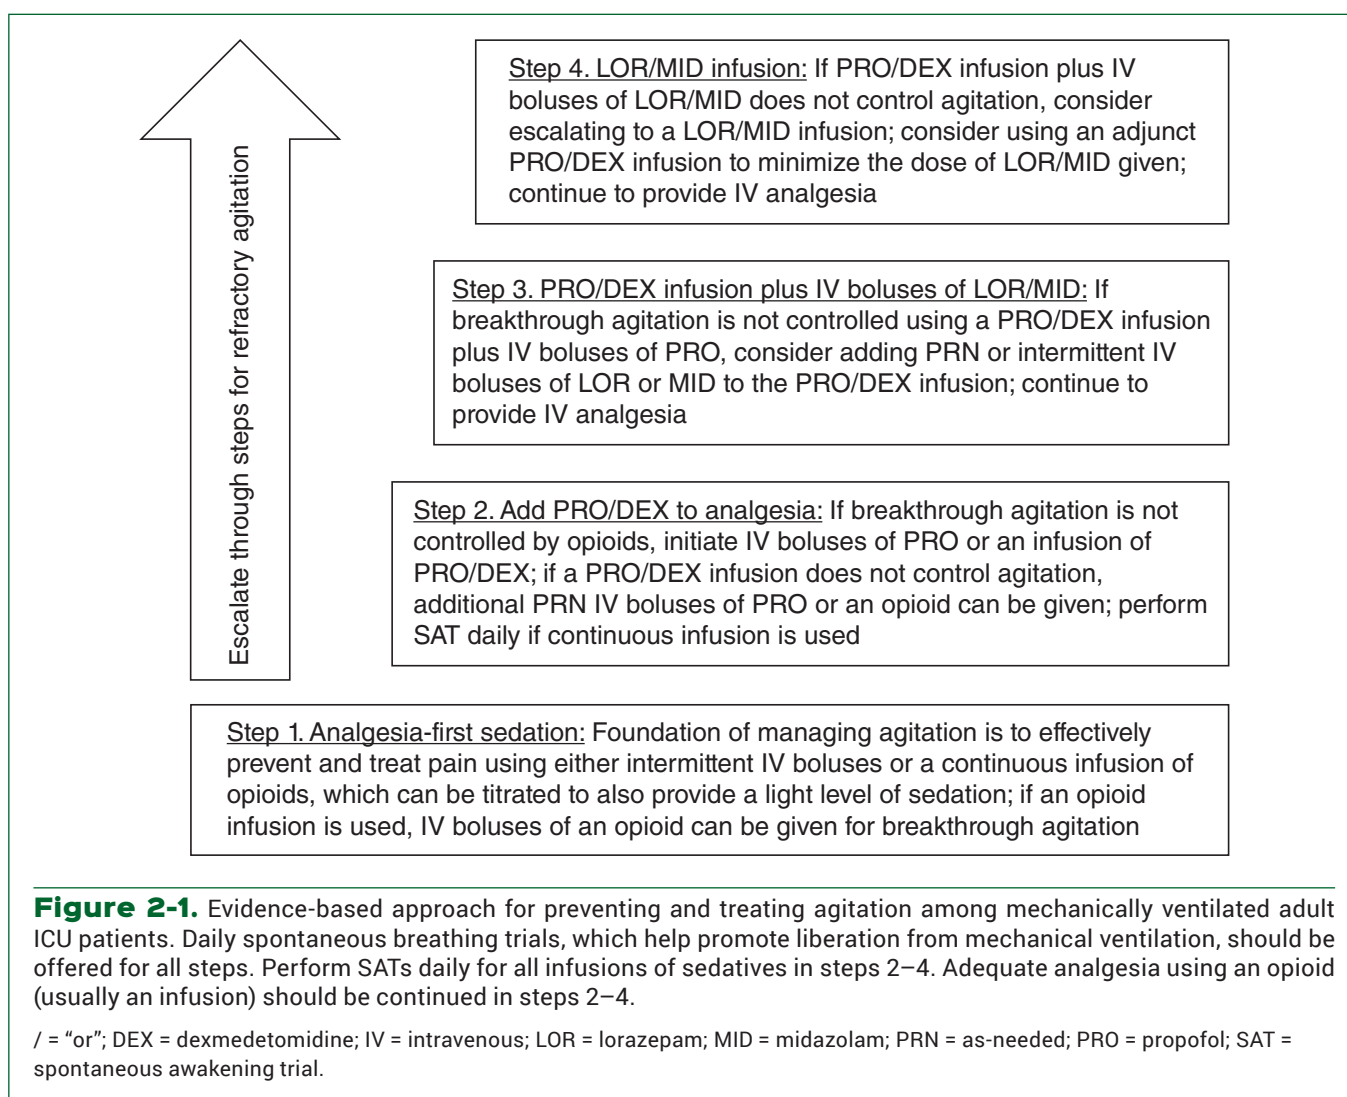 Step 4. LOR/MID infusion: If PRO/DEX infusion plus IV
boluses of LOR/MID does not control agitation, consider
escalating to a LOR/MID infusion; consider using an adjunct
PRO/DEX infusion to minimize the dose of LOR/MID given;
continue to provide IV analgesia
Escalate through steps for refractory agitation
Step 3. PRO/DEX infusion plus IV boluses of LOR/MID: If
breakthrough agitation is not controlled using a PRO/DEX infusion
plus IV boluses of PRO, consider adding PRN or intermittent IV
boluses of LOR or MID to the PRO/DEX infusion; continue to
provide IV analgesia
Step 2. Add PRO/DEX to analgesia: If breakthrough agitation is not
controlled by opioids, initiate IV boluses of PRO or an infusion of
PRO/DEX; if a PRO/DEX infusion does not control agitation,
additional PRN IV boluses of PRO or an opioid can be given; perform
SAT daily if continuous infusion is used
Step 1. Analgesia-first sedation: Foundation of managing agitation is to effectively
prevent and treat pain using either intermittent IV boluses or a continuous infusion of
opioids, which can be titrated to also provide a light level of sedation; if an opioid
infusion is used, IV boluses of an opioid can be given for breakthrough agitation
Figure 2-1. Evidence-based approach for preventing and treating agitation among mechanically ventilated adult
ICU patients. Daily spontaneous breathing trials, which help promote liberation from mechanical ventilation, should be
offered for all steps. Perform SATs daily for all infusions of sedatives in steps 2–4. Adequate analgesia using an opioid
(usually an infusion) should be continued in steps 2–4.
/ = “or”; DEX = dexmedetomidine; IV = intravenous; LOR = lorazepam; MID = midazolam; PRN = as-needed; PRO = propofol; SAT =
spontaneous awakening trial.